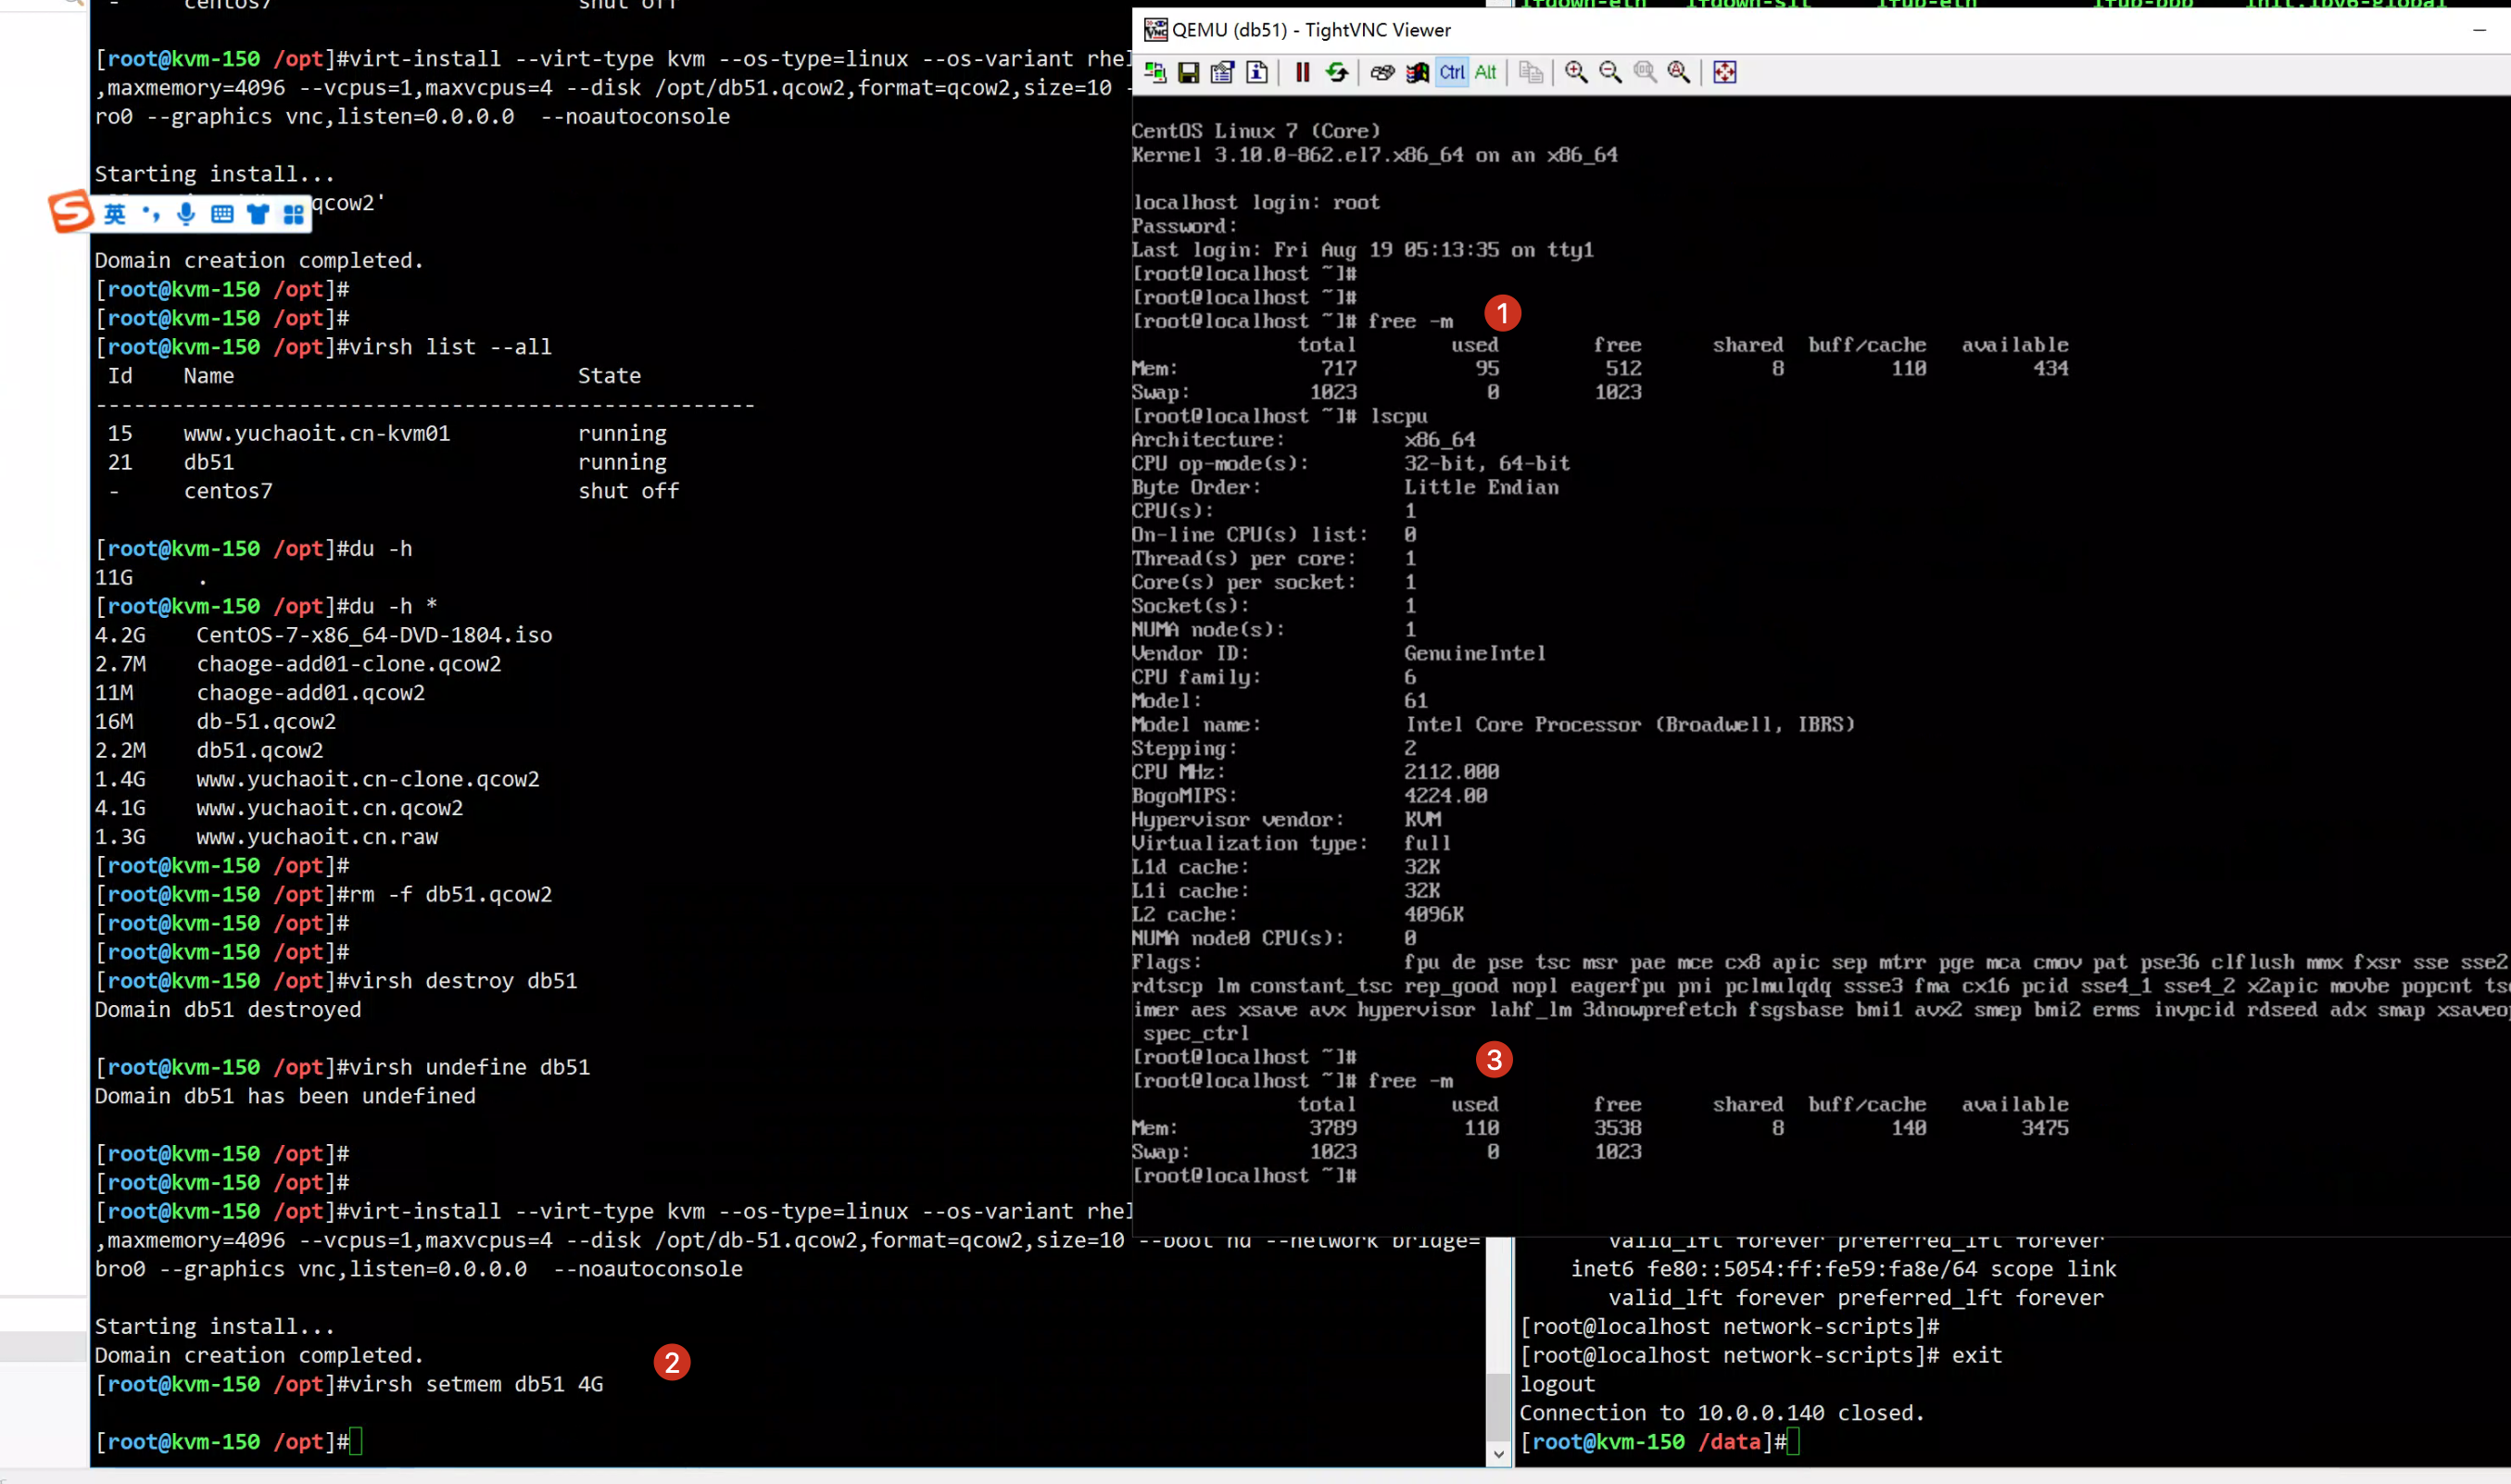 -     centos7                        shut off
[root@kvm-150 /opt]#virt-install --virt-type kvm --os-type=linux --os-variant rhel
,maxmemory=4096 --vcpus=1,maxvcpus=4 --disk /opt/db51.qcow2,format=qcow2,size=10 -
ro0 --graphics vnc,listen=0.0.0.0  --noautoconsole
Starting install...
qcow2'
英
Domain creation completed.
[root@kvm-150 /opt]#
[root@kvm-150 /opt]#
[root@kvm-150 /opt]#virsh list --all
Id    Name                           State
----------------------------------------------------
15    www.yuchaoit.cn-kvm01          running
21    db51                           running
-     centos7                        shut off
[root@kvm-150 /opt]#du -h
11G     .
[root@kvm-150 /opt]#du -h *
4.2G    CentOS-7-x86_64-DVD-1804.iso
2.7M    chaoge-add01-clone.qcow2
11M     chaoge-add01.qcow2
16M     db-51.qcow2
2.2M    db51.qcow2
1.4G    www.yuchaoit.cn-clone.qcow2
4.1G    www.yuchaoit.cn.qcow2
1.3G    www.yuchaoit.cn.raw
[root@kvm-150 /opt]#
[root@kvm-150 /opt]#rm -f db51.qcow2
[root@kvm-150 /opt]#
[root@kvm-150 /opt]#
[root@kvm-150 /opt]#virsh destroy db51
Domain db51 destroyed
[root@kvm-150 /opt]#virsh undefine db51
Domain db51 has been undefined
[root@kvm-150 /opt]#
[root@kvm-150 /opt]#
[root@kvm-150 /opt]#virt-install --virt-type kvm --os-type=linux --os-variant rhel
,maxmemory=4096 --vcpus=1,maxvcpus=4 --disk /opt/db-51.qcow2,format=qcow2,size=10 --boot hd --network bridge=
bro0 --graphics vnc,listen=0.0.0.0  --noautoconsole
Starting install...
Domain creation completed.
2
[root@kvm-150 /opt]#virsh setmem db51 4G
[root@kvm-150 /opt]#
ifdown-eth   ifdown-sit     ifup-eth         ifup-ppp    init.ipv6-global
QEMU (db51) - TightVNC Viewer
Ctrl Alt
CentOS Linux 7 (Core)
Kernel 3.10.0-862.el7.x86_64 on an x86_64
localhost login: root
Password:
Last login: Fri Aug 19 05:13:35 on tty1
[root@localhost ~]#
[root@localhost ~]#
[root@localhost ~]# free -m
1
total        used        free      shared  buff/cache   available
Mem:            717          95         512           8         110         434
Swap:          1023           0        1023
[root@localhost ~]# lscpu
Architecture:          x86_64
CPU op-mode(s):        32-bit, 64-bit
Byte Order:            Little Endian
CPU(s):                1
On-line CPU(s) list:   0
Thread(s) per core:    1
Core(s) per socket:    1
Socket(s):             1
NUMA node(s):          1
Vendor ID:             GenuineIntel
CPU family:            6
Model:                 61
Model name:            Intel Core Processor (Broadwell, IBRS)
Stepping:              2
CPU MHz:               2112.000
BogoMIPS:              4224.00
Hypervisor vendor:     KVM
Virtualization type:   full
L1d cache:             32K
L1i cache:             32K
L2 cache:              4096K
NUMA node0 CPU(s):     0
Flags:                 fpu de pse tsc msr pae mce cx8 apic sep mtrr pge mca cmov pat pse36 clflush mmx fxsr sse sse2
rdtscp lm constant_tsc rep_good nopl eagerfpu pni pclmulqdq ssse3 fma cx16 pcid sse4_1 sse4_2 x2apic movbe popcnt ts
imer aes xsave avx hypervisor lahf_lm 3dnowprefetch fsgsbase bmi1 avx2 smep bmi2 erms invpcid rdseed adx smap xsaveo
spec_ctrl
[root@localhost ~]#
3
[root@localhost ~]# free -m
total        used        free      shared  buff/cache   available
Mem:           3789         110        3538           8         140        3475
Swap:          1023           0        1023
[root@localhost ~]#
valid_lft forever preferred_lft forever
inet6 fe80::5054:ff:fe59:fa8e/64 scope link
valid_lft forever preferred_lft forever
[root@localhost network-scripts]#
[root@localhost network-scripts]# exit
logout
Connection to 10.0.0.140 closed.
[root@kvm-150 /data]#